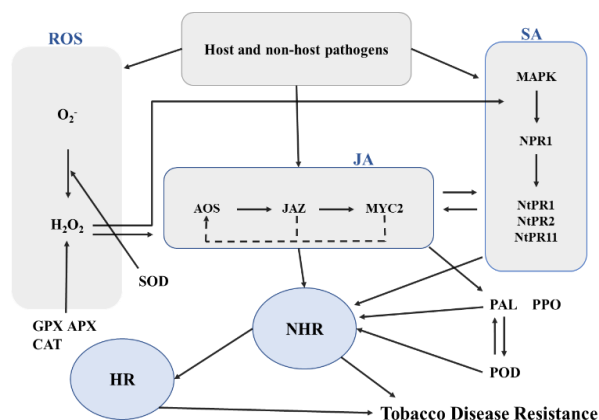 ROS
Host and non-host pathogens
SA
MAPK
O₂⁻
NPR1
JA
AOS
JAZ
MYC2
NtPR1
NtPR2
NtPR11
H₂O₂
SOD
GPX APX
CAT
NHR
PAL PPO
POD
HR
Tobacco Disease Resistance